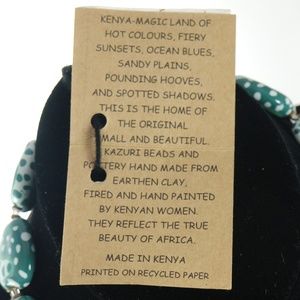 KENYA-MAGIC LAND OF
HOT COLOURS, FIERY
SUNSETS, OCEAN BLUES,
SANDY PLAINS,
POUNDING HOOVES,
AND SPOTTED SHADOWS.
THIS IS THE HOME OF
THE ORIGINAL
SMALL AND BEAUTIFUL.
KAZURI BEADS AND
POTTERY HAND MADE FROM
EARTHEN CLAY,
FIRED AND HAND PAINTED
BY KENYAN WOMEN.
THEY REFLECT THE TRUE
BEAUTY OF AFRICA.
MADE IN KENYA
PRINTED ON RECYCLED PAPER